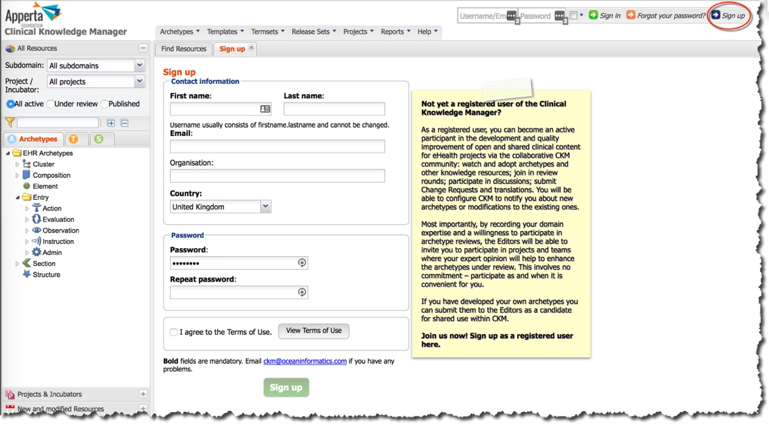 Apperta
FOUNDATION
Clinical Knowledge Manager
Username/Em
Password
Sign in
Forgot your password?
Sign up
Archetypes
Templates
Termsets
Release Sets
Projects
Reports
Help
All Resources
Find Resources
Sign up
Subdomain:
All subdomains
Project /
Incubator:
All projects
All active
Under review
Published
A Archetypes
T
S
EHR Archetypes
Cluster
Composition
Element
Entry
Action
Evaluation
Observation
Instruction
Admin
Section
Structure
Projects & Incubators
New and modified Resources
Sign up
Contact information
First name:
Last name:
Username usually consists of firstname.lastname and cannot be changed.
Email:
Organisation:
Country:
United Kingdom
Password
Password:
••••••••
Repeat password:
I agree to the Terms of Use.
View Terms of Use
Bold fields are mandatory. Email ckm@oceaninformatics.com if you have any
problems.
Sign up
Not yet a registered user of the Clinical
Knowledge Manager?
As a registered user, you can become an active
participant in the development and quality
improvement of open and shared clinical content
for eHealth projects via the collaborative CKM
community: watch and adopt archetypes and
other knowledge resources; join in review
rounds; participate in discussions; submit
Change Requests and translations. You will be
able to configure CKM to notify you about new
archetypes or modifications to the existing ones.
Most importantly, by recording your domain
expertise and a willingness to participate in
archetype reviews, the Editors will be able to
invite you to participate in projects and teams
where your expert opinion will help to enhance
the archetypes under review. This involves no
commitment – participate as and when it is
convenient for you.
If you have developed your own archetypes you
can submit them to the Editors as a candidate
for shared use within CKM.
Join us now! Sign up as a registered user
here.